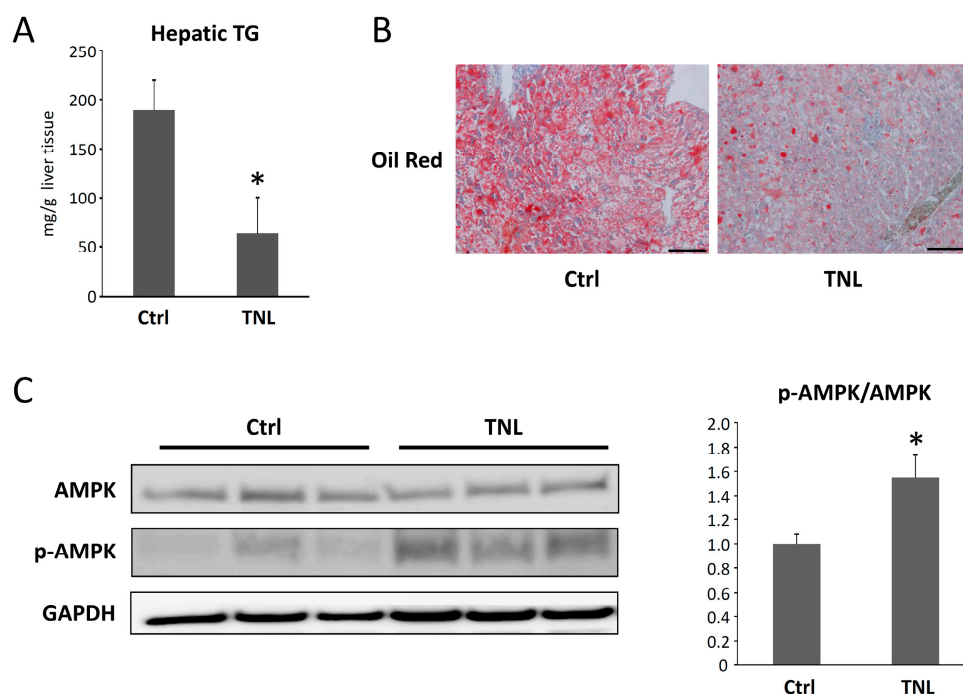 A
Hepatic TG
250
200
150
100
50
0
mg/g liver tissue
*
Ctrl
TNL
B
Oil Red
Ctrl
TNL
C
Ctrl
TNL
AMPK
p-AMPK
GAPDH
p-AMPK/AMPK
2.0
1.8
1.6
1.4
1.2
1.0
0.8
0.6
0.4
0.2
0
*
Ctrl
TNL